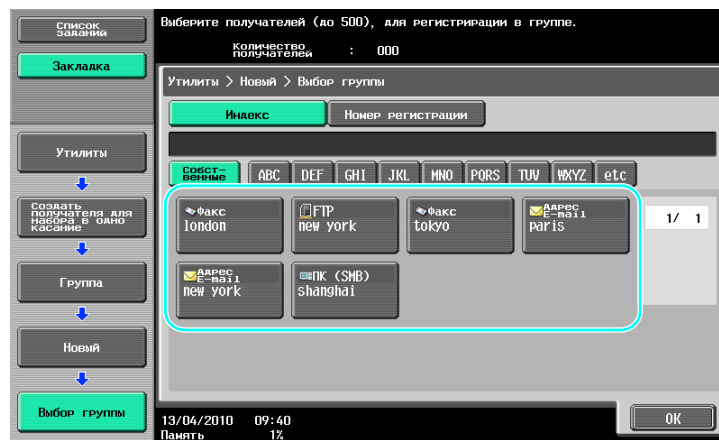 Список
заданий
Закладка
Выберите получателей (до 500), для регистрирации в группе.
Количество
получателей : 000
Утилиты > Новый > Выбор группы
Индекс
Номер регистрации
Собст-
венные
ABC DEF GHI JKL MNO PQRS TUV WXYZ etc
Факс
london
FTP
new york
Факс
tokyo
Адрес
E-mail
paris
1/ 1
Адрес
E-mail
new york
ПК (SMB)
shanghai
Утилиты
Создать
получателя для
набора в одно
касание
Группа
Новый
Выбор группы
13/04/2010 09:40
Память 1%
OK